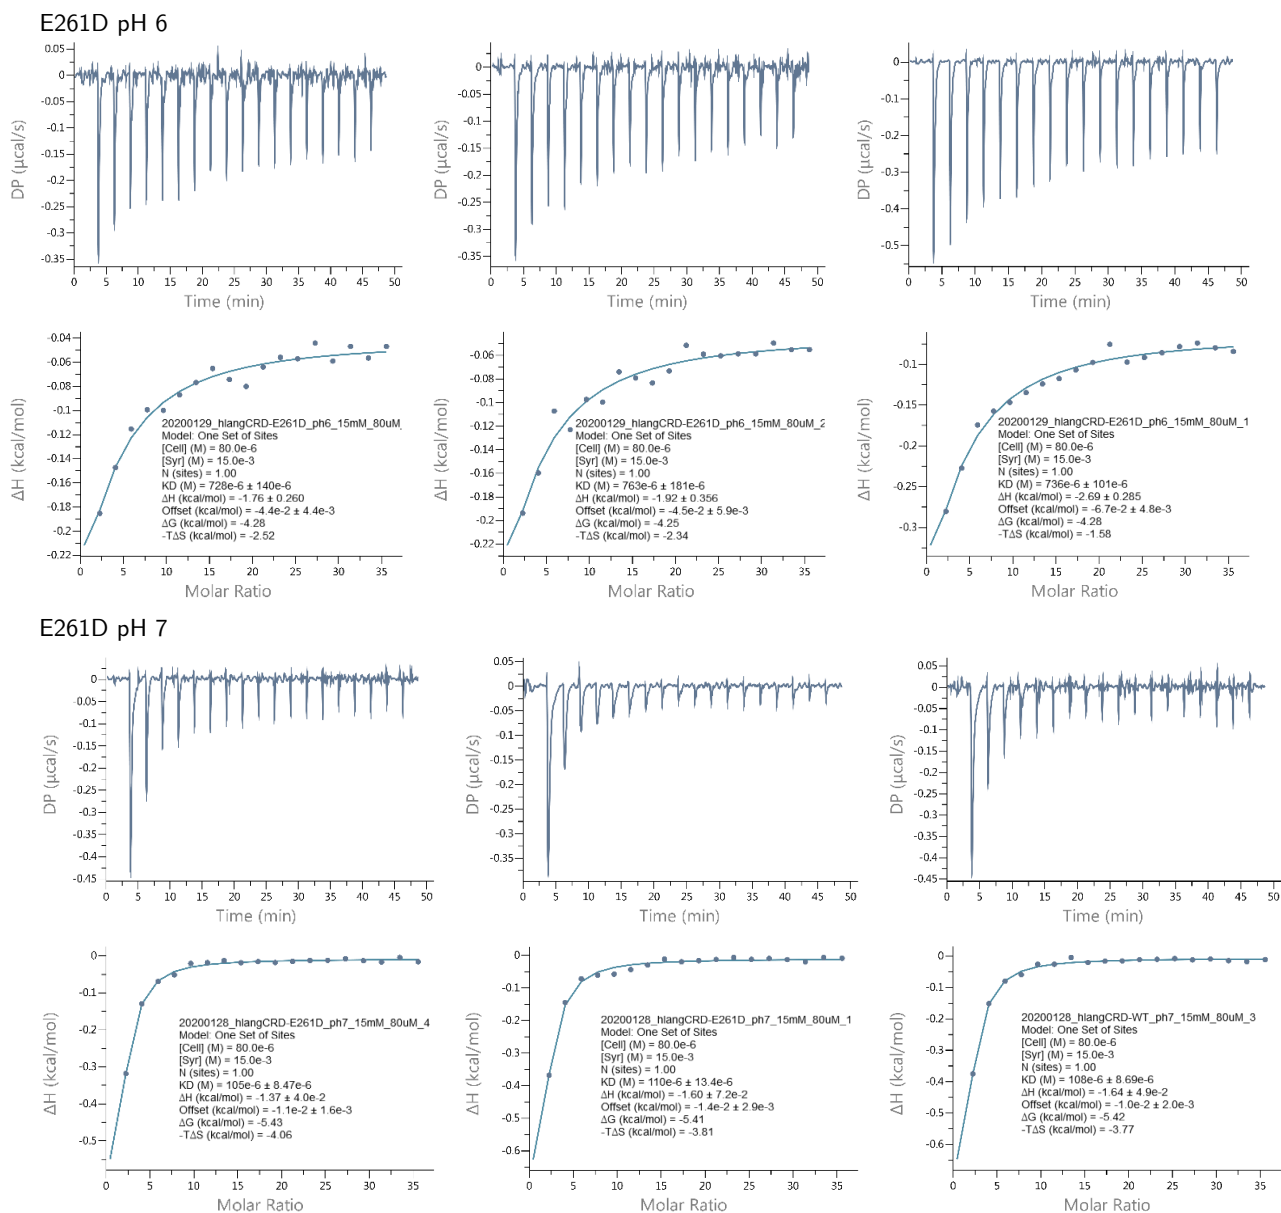 E261D pH 6
0.05
0
-0.05
-0.1
-0.15
-0.2
-0.25
-0.3
-0.35
DP (µcal/s)
0 5 10 15 20 25 30 35 40 45 50
Time (min)
0
-0.05
-0.1
-0.15
-0.2
-0.25
-0.3
-0.35
DP (µcal/s)
0 5 10 15 20 25 30 35 40 45 50
Time (min)
0
-0.1
-0.2
-0.3
-0.4
-0.5
DP (µcal/s)
0 5 10 15 20 25 30 35 40 45 50
Time (min)
-0.04
-0.06
-0.08
-0.1
-0.12
-0.14
-0.16
-0.18
-0.2
-0.22
ΔH (kcal/mol)
20200129_hlangCRD-E261D_ph6_15mM_80uM_
Model: One Set of Sites
[Cell] (M) = 80.0e-6
[Syr] (M) = 15.0e-3
N (sites) = 1.00
KD (M) = 728e-6 ± 140e-6
ΔH (kcal/mol) = -1.76 ± 0.260
Offset (kcal/mol) = -4.4e-2 ± 4.4e-3
ΔG (kcal/mol) = -4.28
-TΔS (kcal/mol) = -2.52
0 5 10 15 20 25 30 35
Molar Ratio
-0.06
-0.08
-0.1
-0.12
-0.14
-0.16
-0.18
-0.2
-0.22
ΔH (kcal/mol)
20200129_hlangCRD-E261D_ph6_15mM_80uM_2
Model: One Set of Sites
[Cell] (M) = 80.0e-6
[Syr] (M) = 15.0e-3
N (sites) = 1.00
KD (M) = 763e-6 ± 181e-6
ΔH (kcal/mol) = -1.92 ± 0.356
Offset (kcal/mol) = -4.5e-2 ± 5.9e-3
ΔG (kcal/mol) = -4.25
-TΔS (kcal/mol) = -2.34
0 5 10 15 20 25 30 35
Molar Ratio
-0.1
-0.15
-0.2
-0.25
-0.3
ΔH (kcal/mol)
20200129_hlangCRD-E261D_ph6_15mM_80uM_1
Model: One Set of Sites
[Cell] (M) = 80.0e-6
[Syr] (M) = 15.0e-3
N (sites) = 1.00
KD (M) = 736e-6 ± 101e-6
ΔH (kcal/mol) = -2.69 ± 0.285
Offset (kcal/mol) = -6.7e-2 ± 4.8e-3
ΔG (kcal/mol) = -4.28
-TΔS (kcal/mol) = -1.58
0 5 10 15 20 25 30 35
Molar Ratio
E261D pH 7
0
-0.05
-0.1
-0.15
-0.2
-0.25
-0.3
-0.35
-0.4
-0.45
DP (µcal/s)
0 5 10 15 20 25 30 35 40 45 50
Time (min)
0.05
0
-0.05
-0.1
-0.15
-0.2
-0.25
-0.3
-0.35
DP (µcal/s)
0 5 10 15 20 25 30 35 40 45 50
Time (min)
0.05
0
-0.05
-0.1
-0.15
-0.2
-0.25
-0.3
-0.35
-0.4
-0.45
DP (µcal/s)
0 5 10 15 20 25 30 35 40 45 50
Time (min)
0
-0.1
-0.2
-0.3
-0.4
-0.5
ΔH (kcal/mol)
20200128_hlangCRD-E261D_ph7_15mM_80uM_4
Model: One Set of Sites
[Cell] (M) = 80.0e-6
[Syr] (M) = 15.0e-3
N (sites) = 1.00
KD (M) = 105e-6 ± 8.47e-6
ΔH (kcal/mol) = -1.37 ± 4.0e-2
Offset (kcal/mol) = -1.1e-2 ± 1.6e-3
ΔG (kcal/mol) = -5.43
-TΔS (kcal/mol) = -4.06
0 5 10 15 20 25 30 35
Molar Ratio
0
-0.1
-0.2
-0.3
-0.4
-0.5
-0.6
ΔH (kcal/mol)
20200128_hlangCRD-E261D_ph7_15mM_80uM_1
Model: One Set of Sites
[Cell] (M) = 80.0e-6
[Syr] (M) = 15.0e-3
N (sites) = 1.00
KD (M) = 110e-6 ± 13.4e-6
ΔH (kcal/mol) = -1.60 ± 7.2e-2
Offset (kcal/mol) = -1.4e-2 ± 2.9e-3
ΔG (kcal/mol) = -5.41
-TΔS (kcal/mol) = -3.81
0 5 10 15 20 25 30 35
Molar Ratio
0
-0.1
-0.2
-0.3
-0.4
-0.5
-0.6
ΔH (kcal/mol)
20200128_hlangCRD-WT_ph7_15mM_80uM_3
Model: One Set of Sites
[Cell] (M) = 80.0e-6
[Syr] (M) = 15.0e-3
N (sites) = 1.00
KD (M) = 108e-6 ± 8.69e-6
ΔH (kcal/mol) = -1.64 ± 4.9e-2
Offset (kcal/mol) = -1.0e-2 ± 2.0e-3
ΔG (kcal/mol) = -5.42
-TΔS (kcal/mol) = -3.77
0 5 10 15 20 25 30 35
Molar Ratio